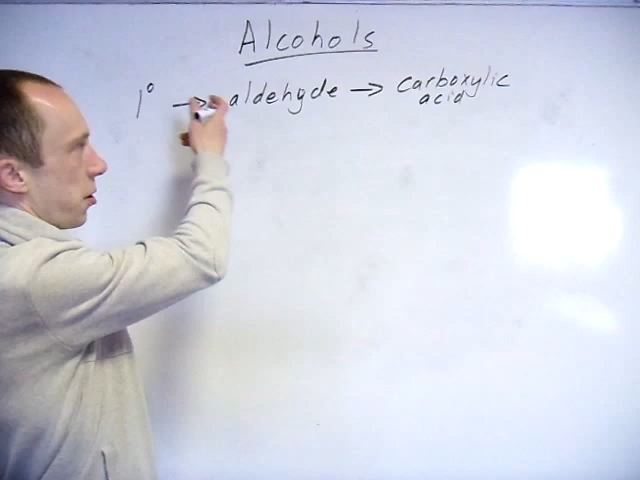 Alcohols
1° → aldehyde → carboxylic
acid